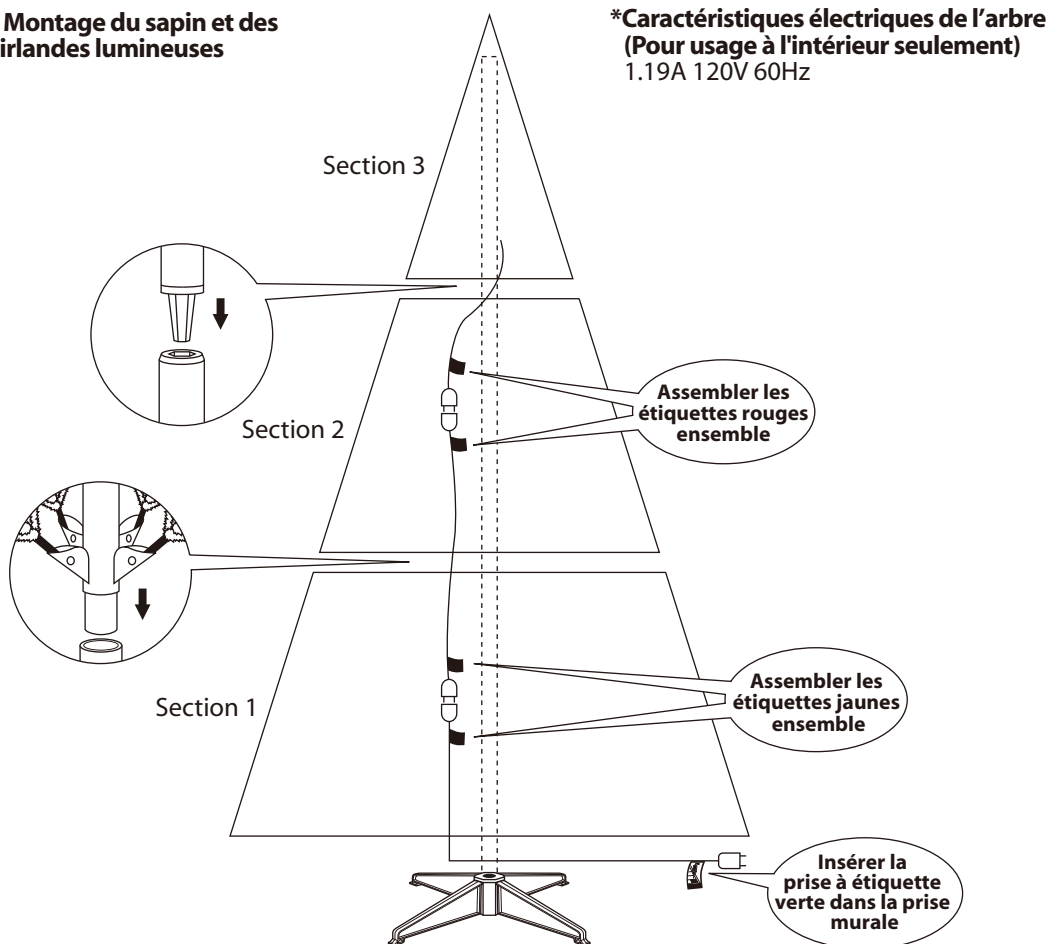 Montage du sapin et des
irlandes lumineuses
*Caractéristiques électriques de l'arbre
(Pour usage à l'intérieur seulement)
1.19A 120V 60Hz
Section 3
Assembler les
étiquettes rouges
ensemble
Section 2
Assembler les
étiquettes jaunes
ensemble
Section 1
Insérer la
prise à étiquette
verte dans la prise
murale